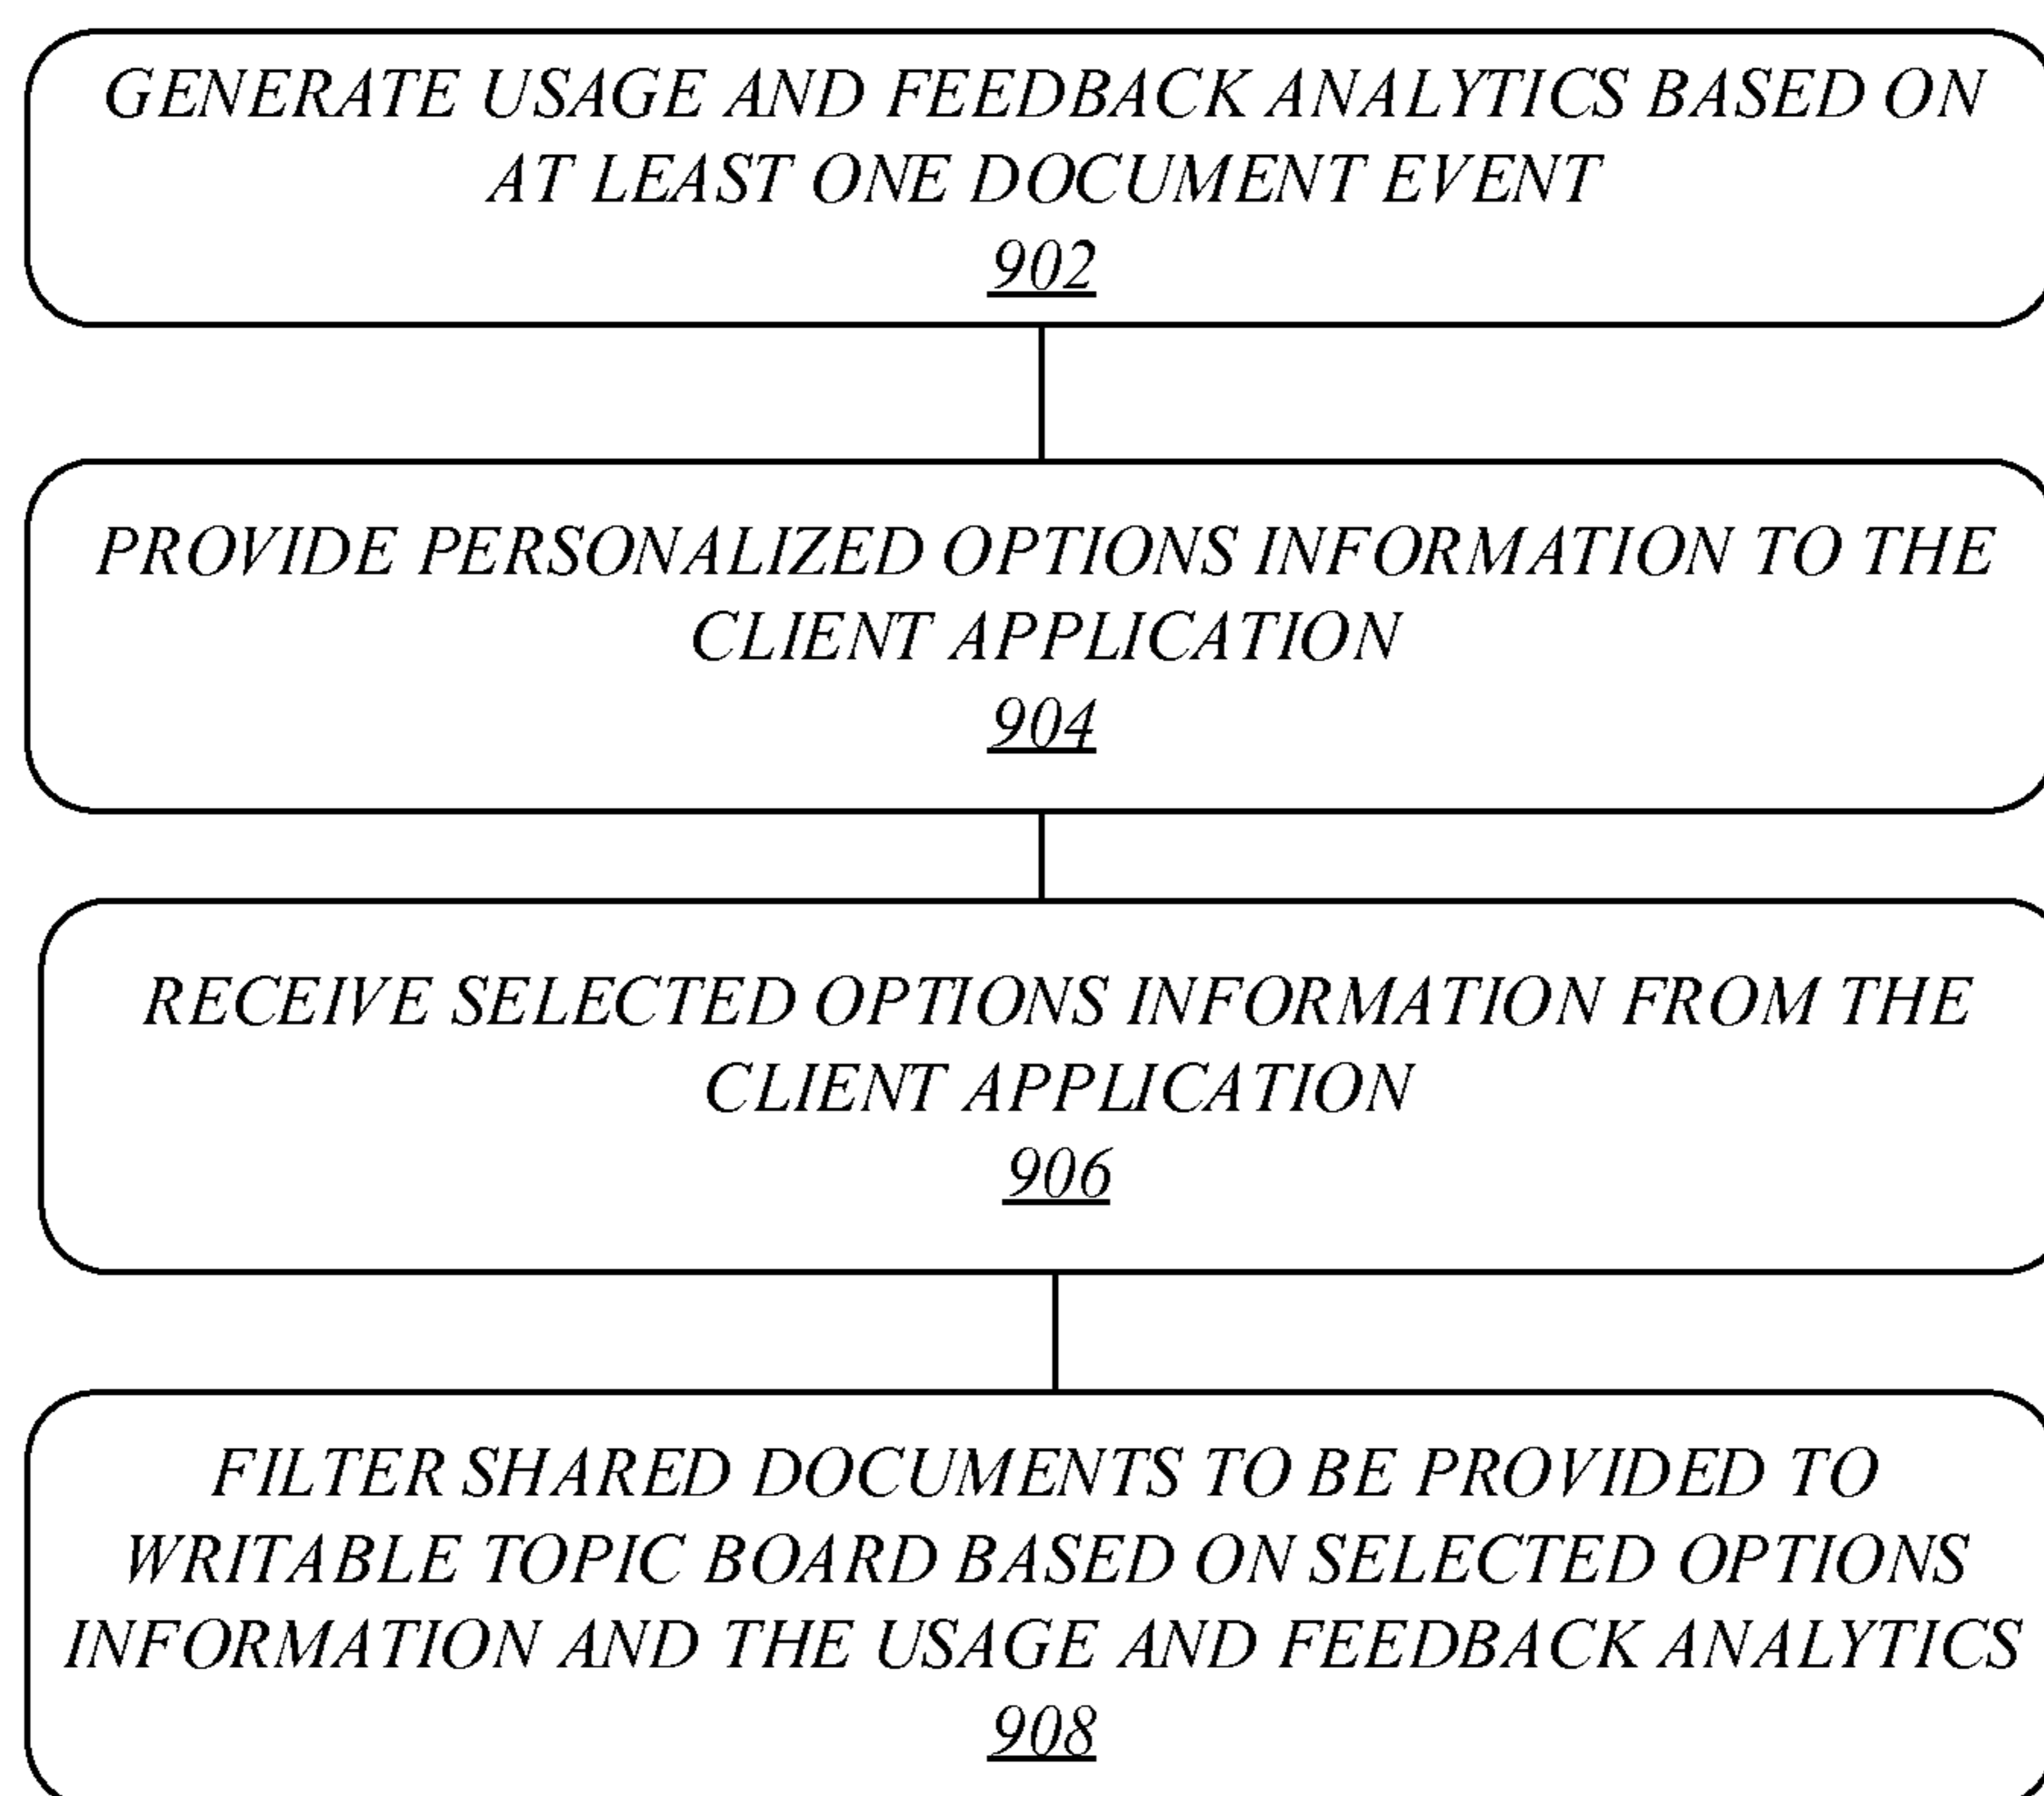 GENERATE USAGE AND FEEDBACK ANALYTICS BASED ON
AT LEAST ONE DOCUMENT EVENT
902
PROVIDE PERSONALIZED OPTIONS INFORMATION TO THE
CLIENT APPLICATION
904
RECEIVE SELECTED OPTIONS INFORMATION FROM THE
CLIENT APPLICATION
906
FILTER SHARED DOCUMENTS TO BE PROVIDED TO
WRITABLE TOPIC BOARD BASED ON SELECTED OPTIONS
INFORMATION AND THE USAGE AND FEEDBACK ANALYTICS
908